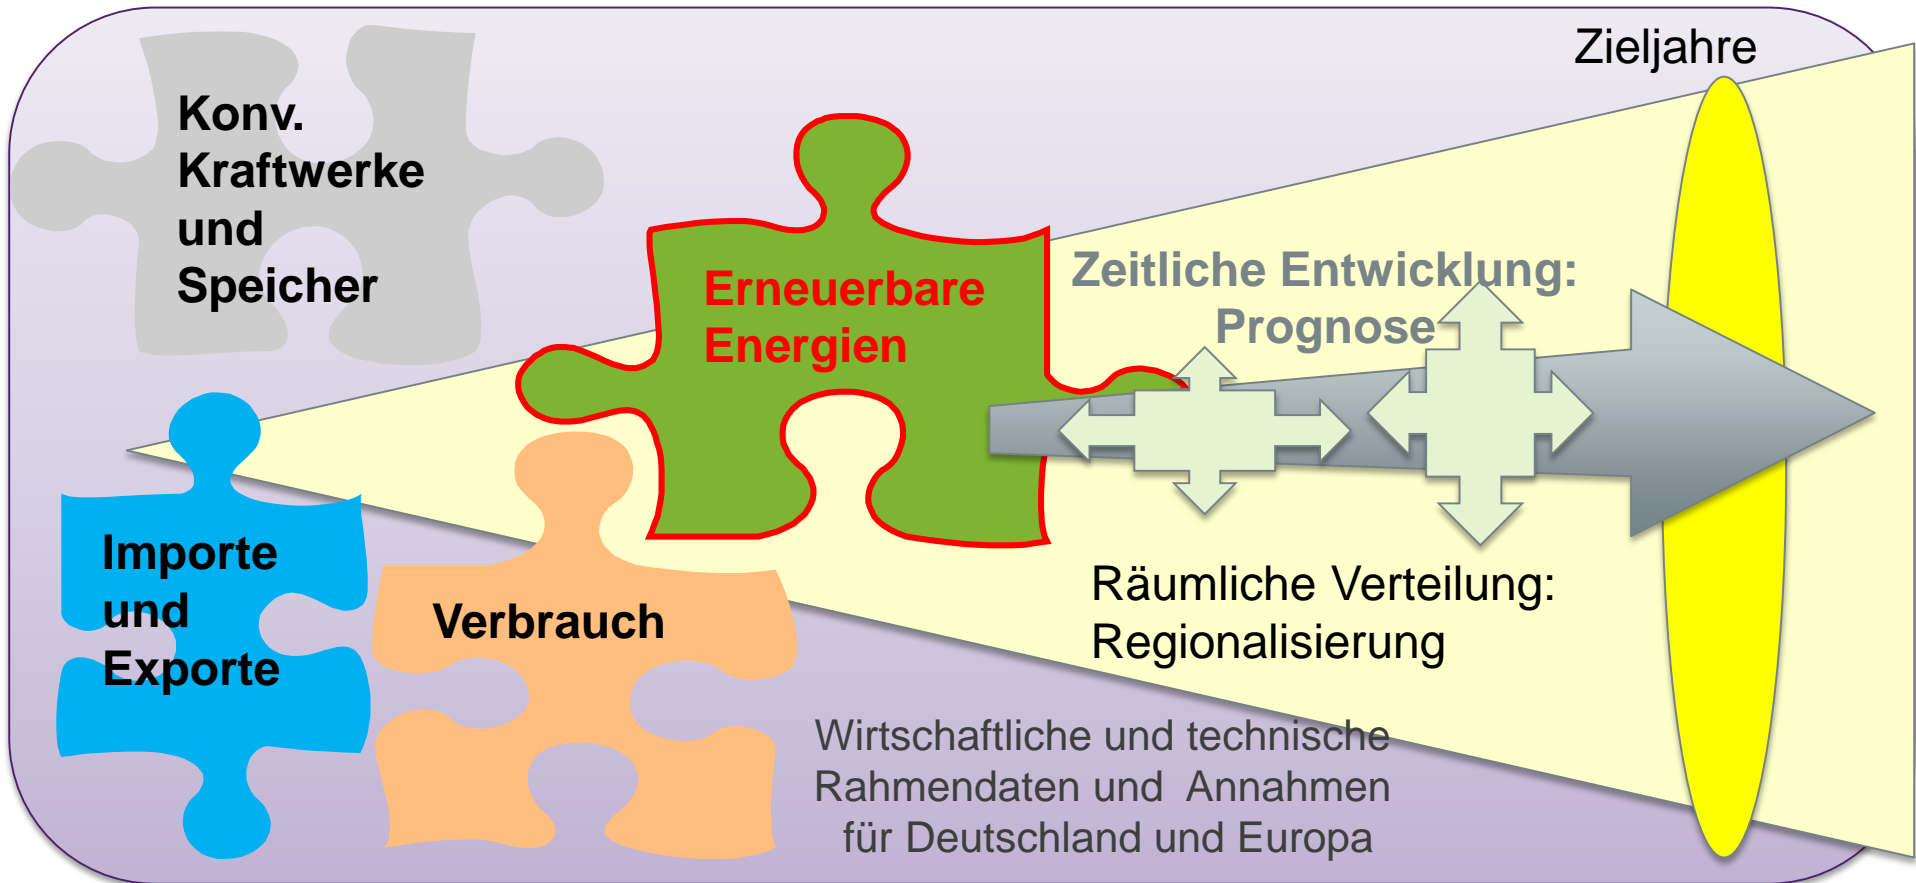 Zieljahre
Konv.
Kraftwerke
und
Speicher
Erneuerbare
Energien
Zeitliche Entwicklung:
Prognose
Importe
und
Exporte
Verbrauch
Räumliche Verteilung:
Regionalisierung
Wirtschaftliche und technische
Rahmendaten und Annahmen
für Deutschland und Europa